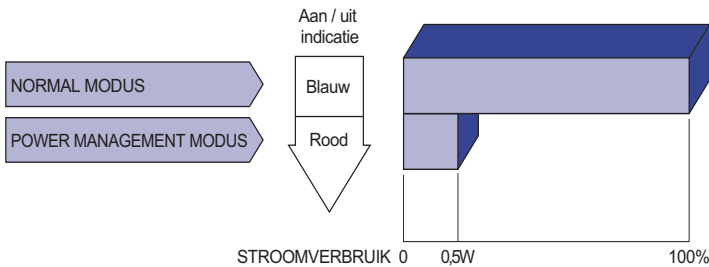 Aan / uit
indicatie
NORMAL MODUS
Blauw
POWER MANAGEMENT MODUS
Rood
STROOMVERBRUIK 0 0,5W 100%